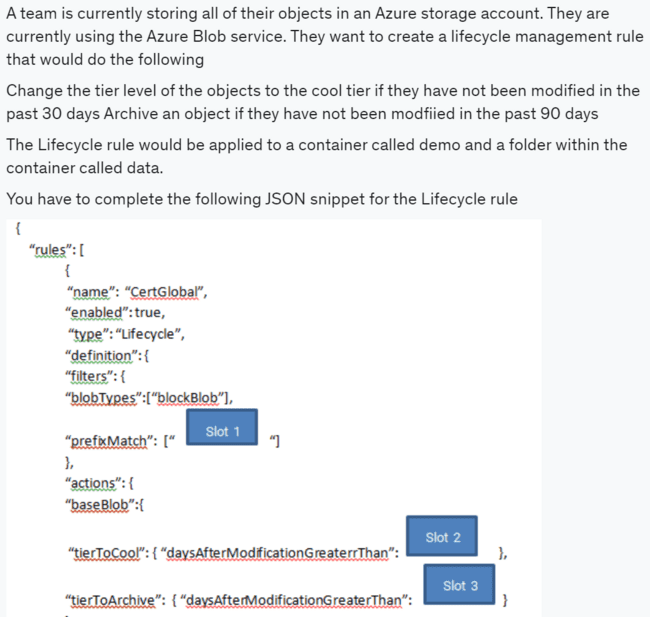 A team is currently storing all of their objects in an Azure storage account. They are
currently using the Azure Blob service. They want to create a lifecycle management rule
that would do the following
Change the tier level of the objects to the cool tier if they have not been modified in the
past 30 days Archive an object if they have not been modfiied in the past 90 days
The Lifecycle rule would be applied to a container called demo and a folder within the
container called data.
You have to complete the following JSON snippet for the Lifecycle rule
{
“rules”: [
{
“name”: “CertGlobal”,
“enabled”:true,
“type”:“Lifecycle”,
“definition”:{
“filters”:{
“blobTypes”:[“blockBlob”],
“prefixMatch”: [“ Slot 1 “]
},
“actions”:{
“baseBlob”:{
“tierToCool”: { “daysAfterModificationGreaterrThan”: Slot 2 },
“tierToArchive”: { “daysAfterModificationGreaterThan”: Slot 3 }